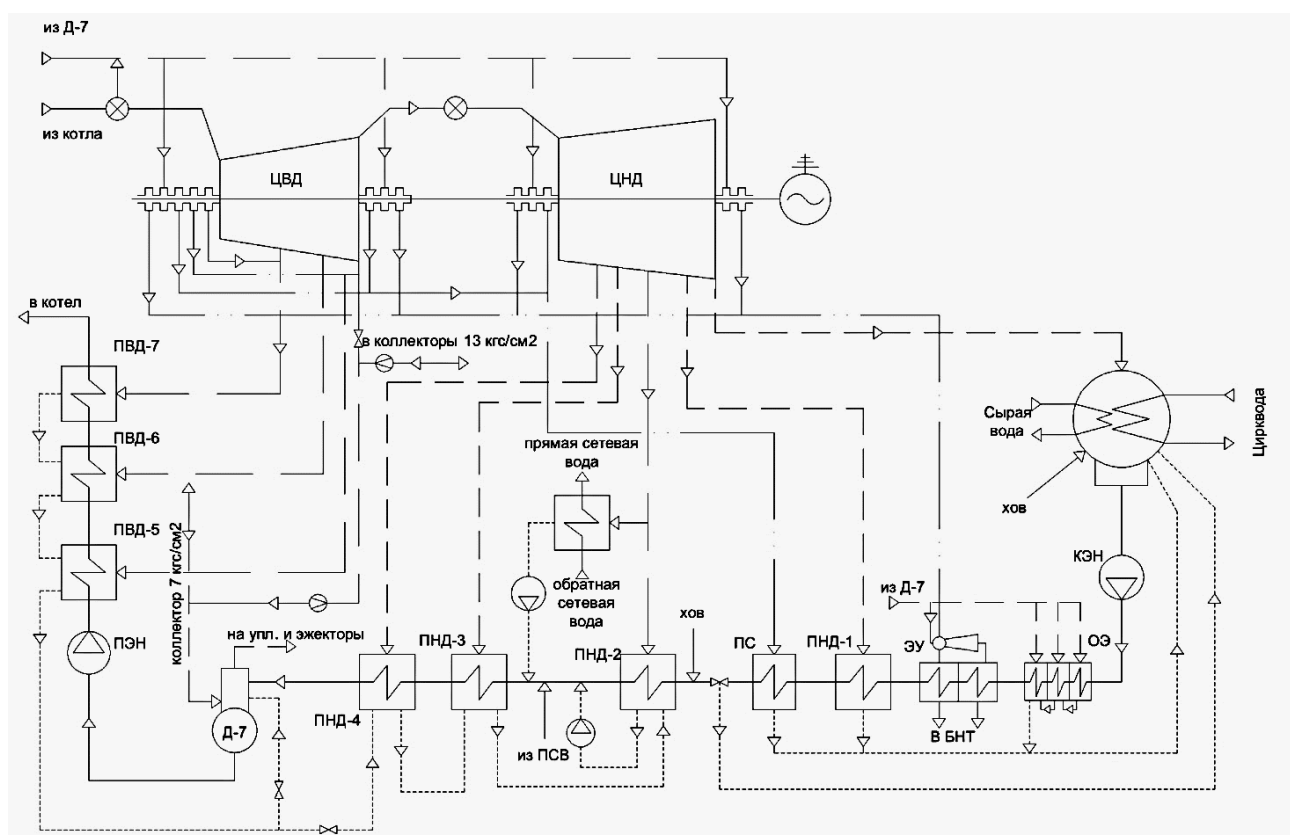 из Д-7
из котла
ЦВД
ЦНД
в котел
в коллекторы 13 кгс/см2
ПВД-7
ПВД-6
ПВД-5
коллектор 7 кгс/см2
прямая сетевая
вода
обратная
сетевая
вода
Сырая
вода
Цирквода
хов
КЭН
из Д-7
хов
ПЭН
на упл. и эжекторы
ПНД-3
ПНД-2
ПС
ПНД-1
ЭУ
ОЭ
ПНД-4
Д-7
из ПСВ
В БНТ